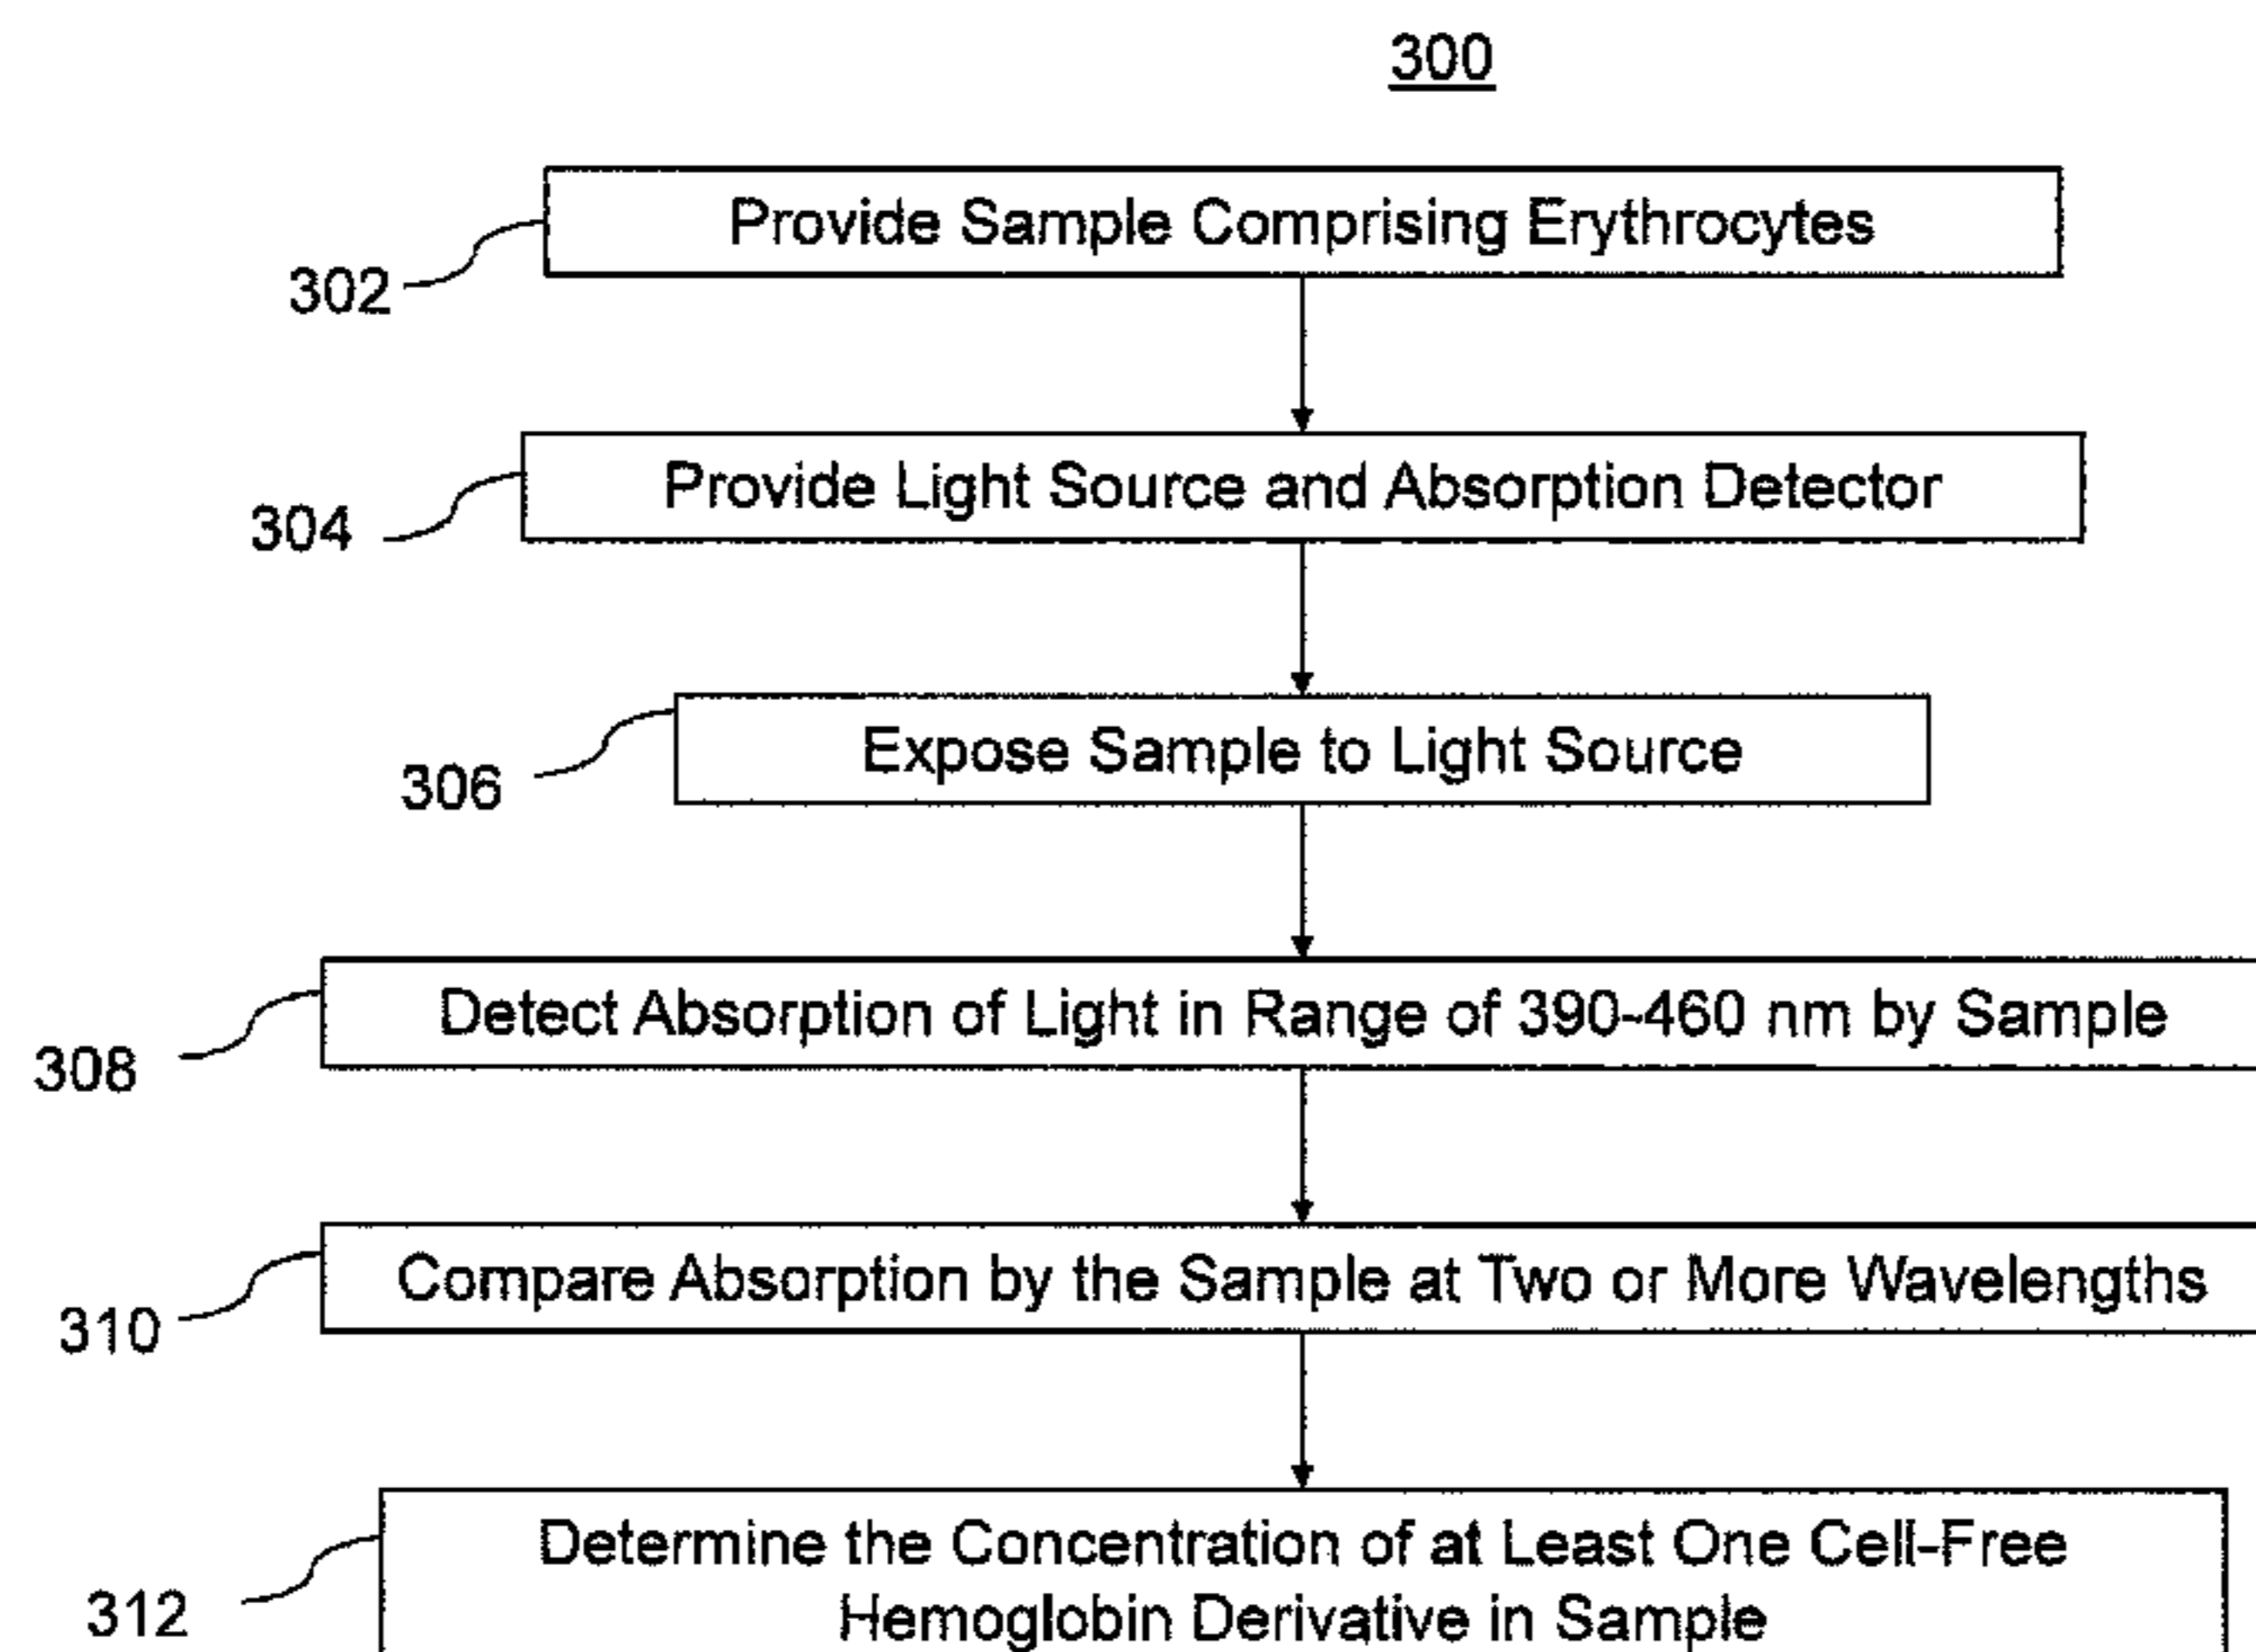 300
Provide Sample Comprising Erythrocytes
302
Provide Light Source and Absorption Detector
304
Expose Sample to Light Source
306
Detect Absorption of Light in Range of 390-460 nm by Sample
308
Compare Absorption by the Sample at Two or More Wavelengths
310
Determine the Concentration of at Least One Cell-Free
Hemoglobin Derivative in Sample
312